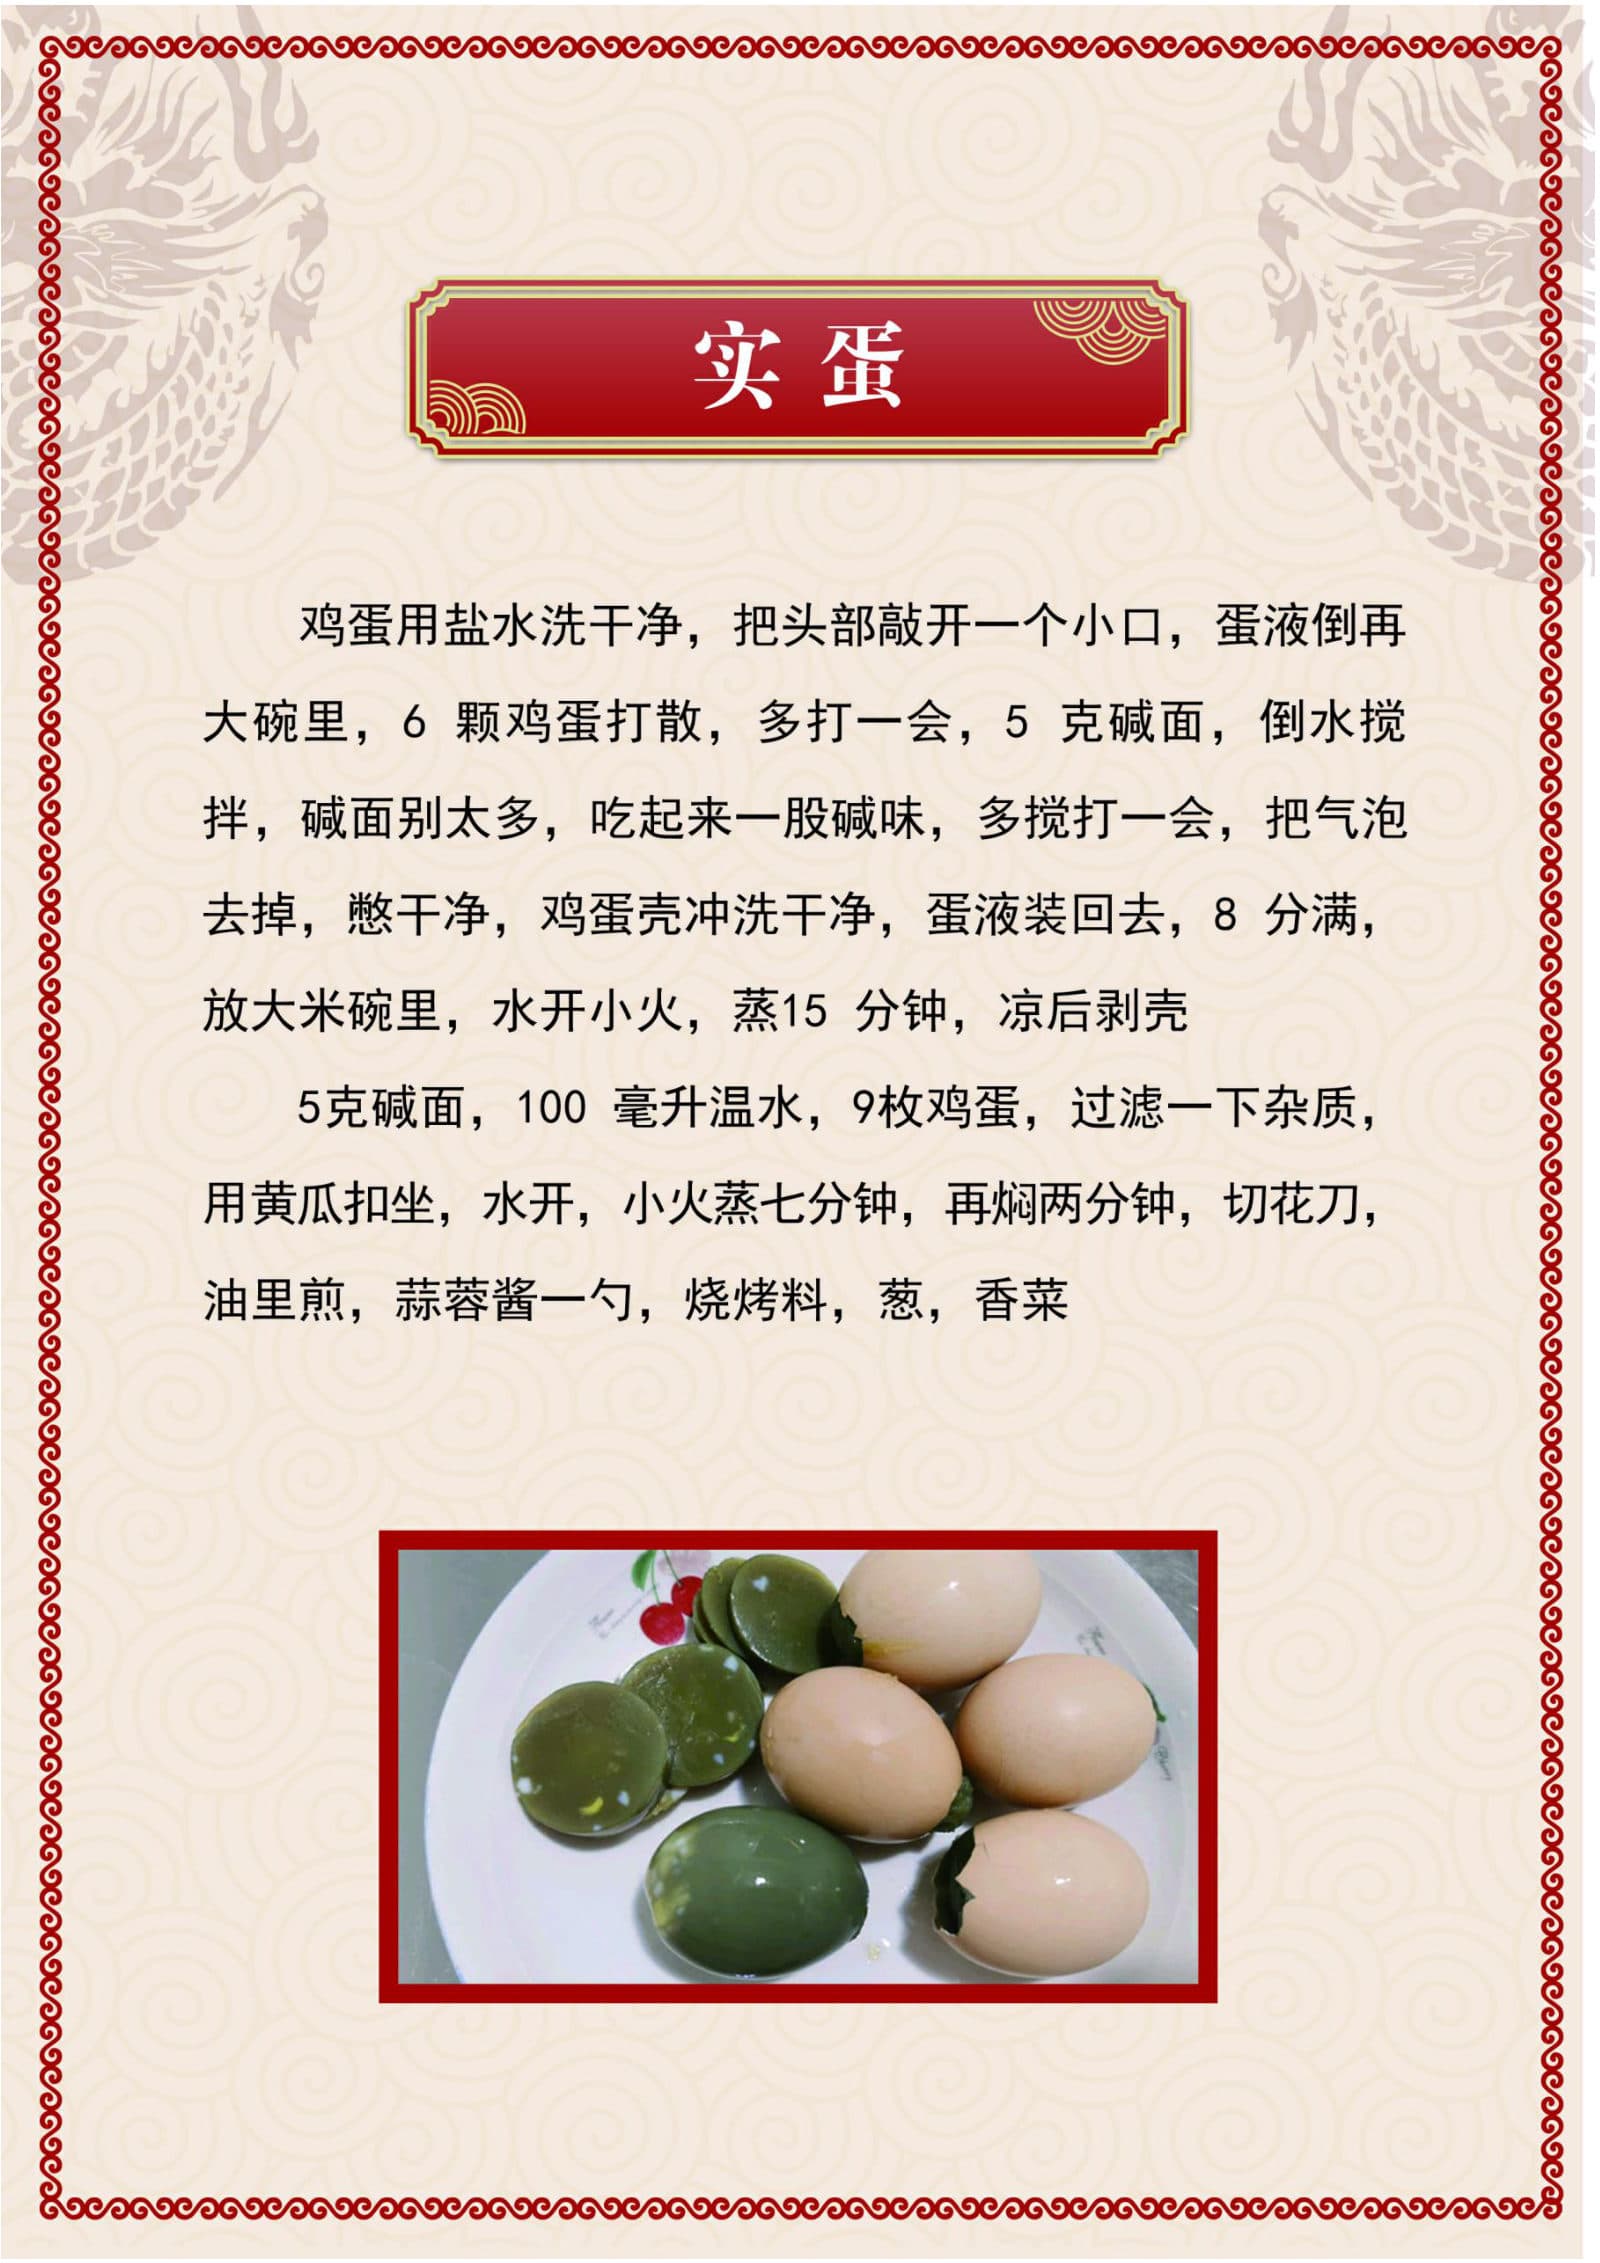 实蛋
鸡蛋用盐水洗干净，把头部敲开一个小口，蛋液倒再
大碗里，6 颗鸡蛋打散，多打一会，5 克碱面，倒水搅
拌，碱面别太多，吃起来一股碱味，多搅打一会，把气泡
去掉，憋干净，鸡蛋壳冲洗干净，蛋液装回去，8 分满，
放大米碗里，水开小火，蒸15 分钟，凉后剥壳
5克碱面，100 毫升温水，9枚鸡蛋，过滤一下杂质，
用黄瓜扣坐，水开，小火蒸七分钟，再焖两分钟，切花刀，
油里煎，蒜蓉酱一勺，烧烤料，葱，香菜